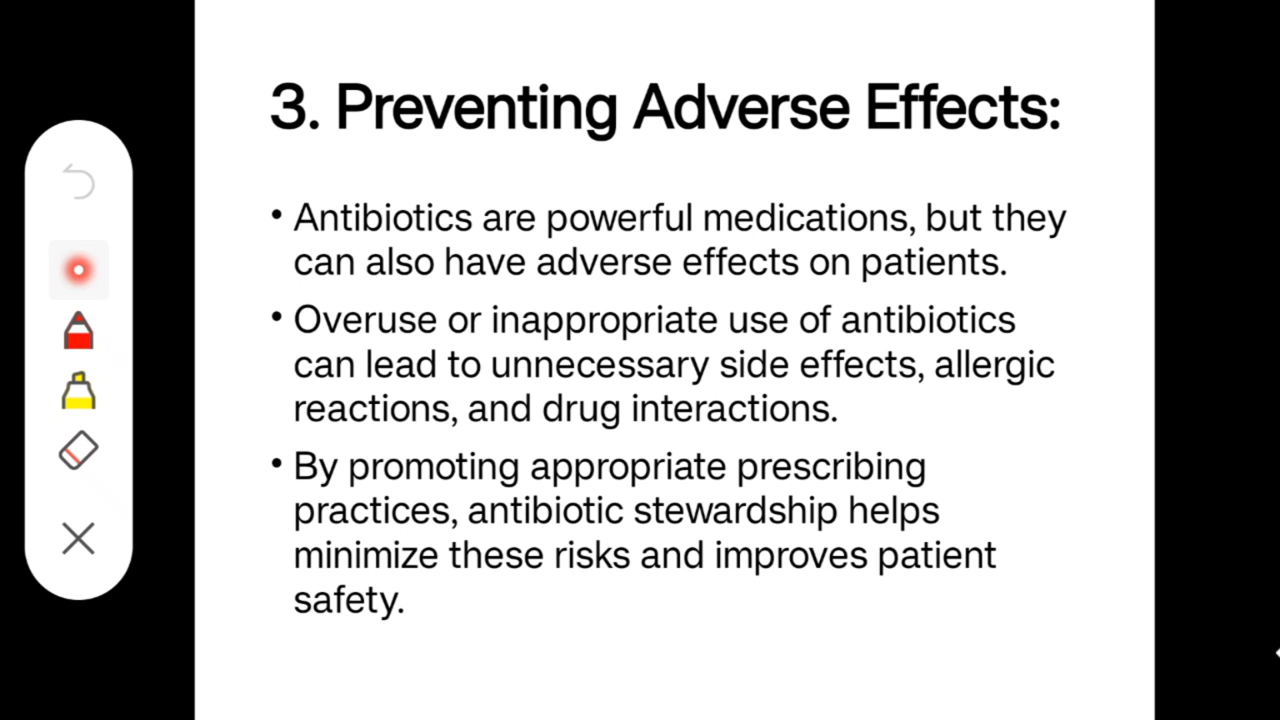 3. Preventing Adverse Effects:
• Antibiotics are powerful medications, but they
can also have adverse effects on patients.
• Overuse or inappropriate use of antibiotics
can lead to unnecessary side effects, allergic
reactions, and drug interactions.
• By promoting appropriate prescribing
practices, antibiotic stewardship helps
minimize these risks and improves patient
safety.